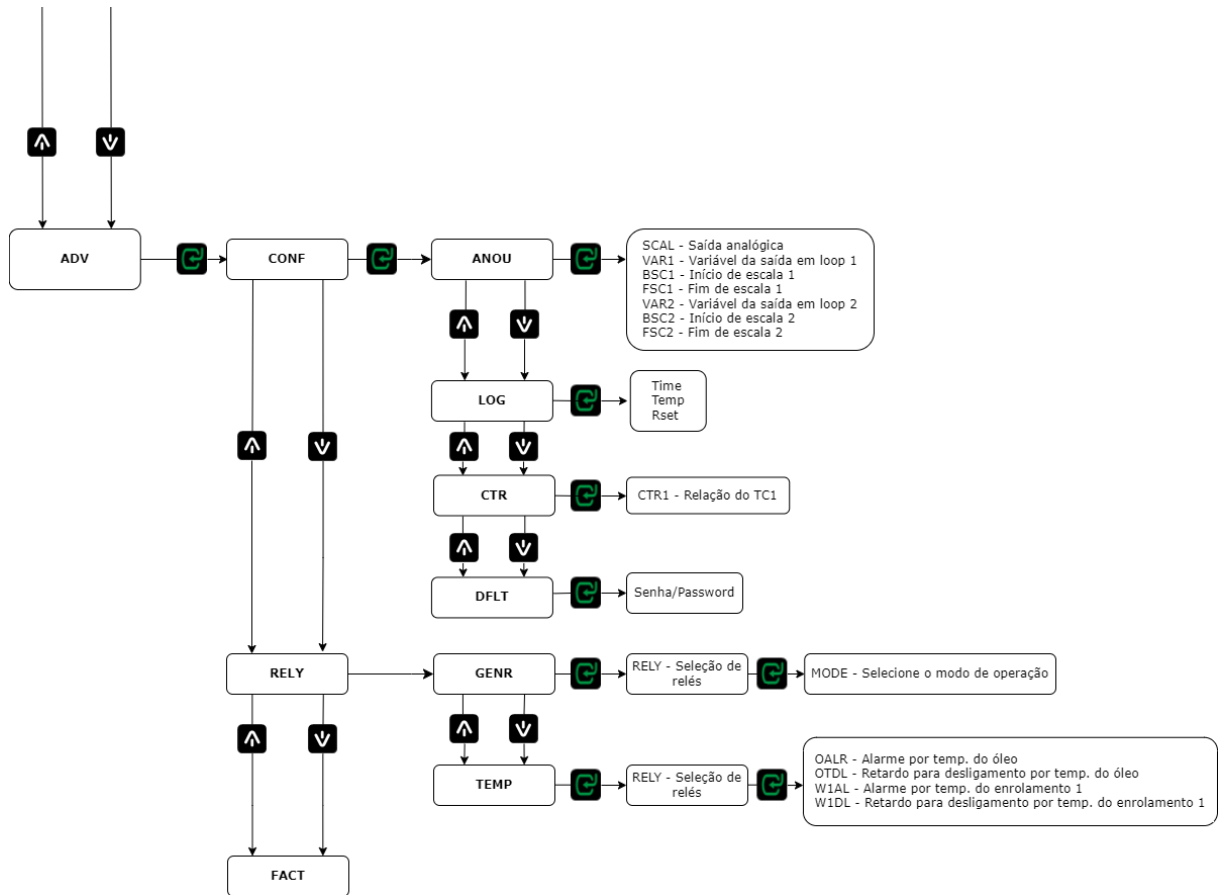 ADV
CONF
ANOU
SCAL - Saída analógica
VAR1 - Variável da saída em loop 1
BSC1 - Início de escala 1
FSC1 - Fim de escala 1
VAR2 - Variável da saída em loop 2
BSC2 - Início de escala 2
FSC2 - Fim de escala 2
LOG
Time
Temp
Rset
CTR
CTR1 - Relação do TC1
DFLT
Senha/Password
RELY
GENR
RELY - Seleção de
relés
MODE - Selecione o modo de operação
TEMP
RELY - Seleção de
relés
OALR - Alarme por temp. do óleo
OTDL - Retardo para desligamento por temp. do óleo
W1AL - Alarme por temp. do enrolamento 1
W1DL - Retardo para desligamento por temp. do enrolamento 1
FACT